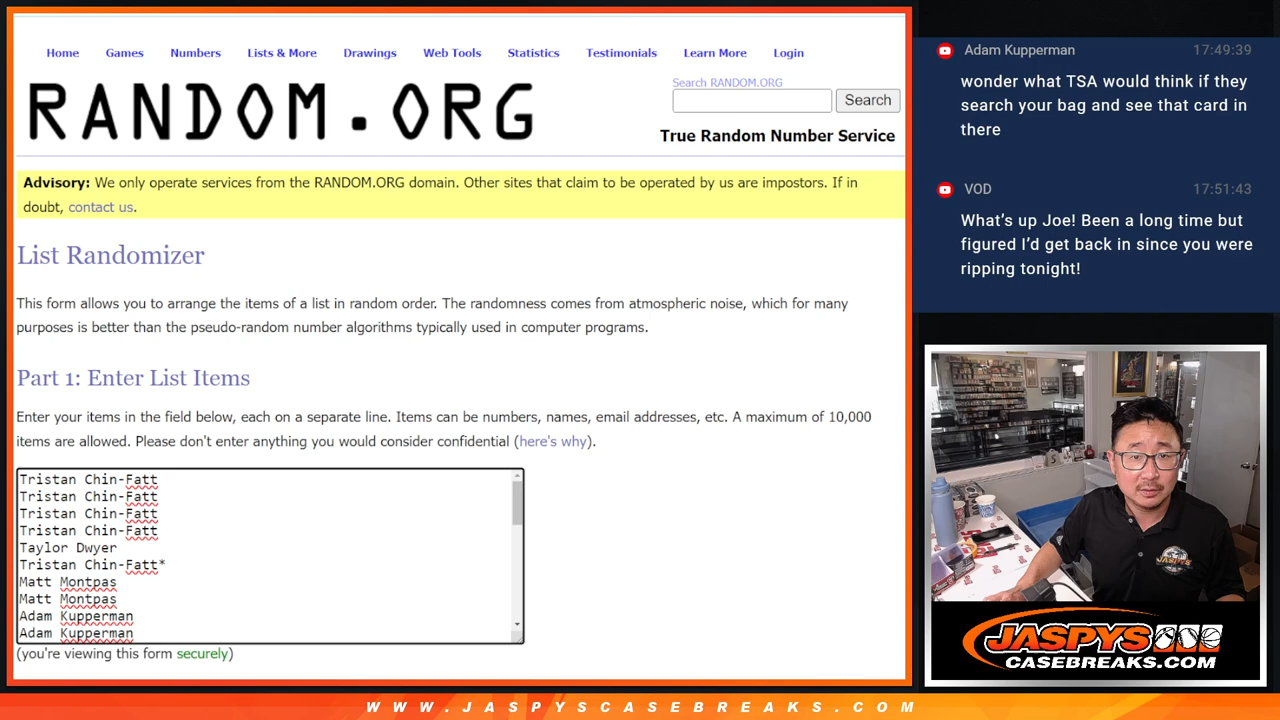 Home Games Numbers Lists & More Drawings Web Tools Statistics Testimonials Learn More Login
RANDOM.ORG
Search RANDOM.ORG
Search
True Random Number Service
Advisory: We only operate services from the RANDOM.ORG domain. Other sites that claim to be operated by us are impostors. If in
doubt, contact us.
List Randomizer
This form allows you to arrange the items of a list in random order. The randomness comes from atmospheric noise, which for many
purposes is better than the pseudo-random number algorithms typically used in computer programs.
Part 1: Enter List Items
Enter your items in the field below, each on a separate line. Items can be numbers, names, email addresses, etc. A maximum of 10,000
items are allowed. Please don't enter anything you would consider confidential (here's why).
Tristan Chin-Fatt
Tristan Chin-Fatt
Tristan Chin-Fatt
Tristan Chin-Fatt
Taylor Dwyer
Tristan Chin-Fatt*
Matt Montpas
Matt Montpas
Adam Kupperman
Adam Kupperman
(you're viewing this form securely)
Adam Kupperman 17:49:39
wonder what TSA would think if they
search your bag and see that card in
there
VOD 17:51:43
What's up Joe! Been a long time but
figured I'd get back in since you were
ripping tonight!
JASPYS
JASPYS
CASEBREAKS.COM
WWW.JASPYSCASEBREAKS.COM